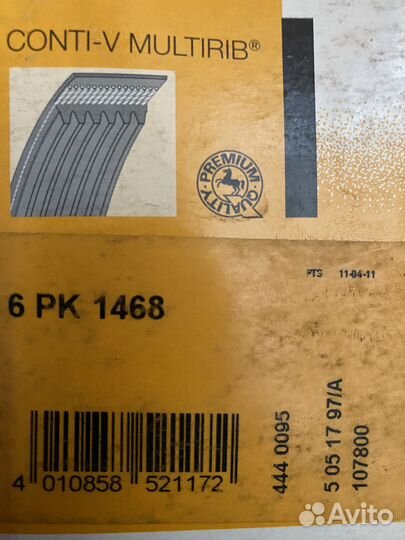 CONTI-V MULTIRIB®
PREMIUM
QUALITY
PTS 11-04-11
6 PK 1468
4 010858 521172
444 0095
5 05 17 97/A
107800
Avito